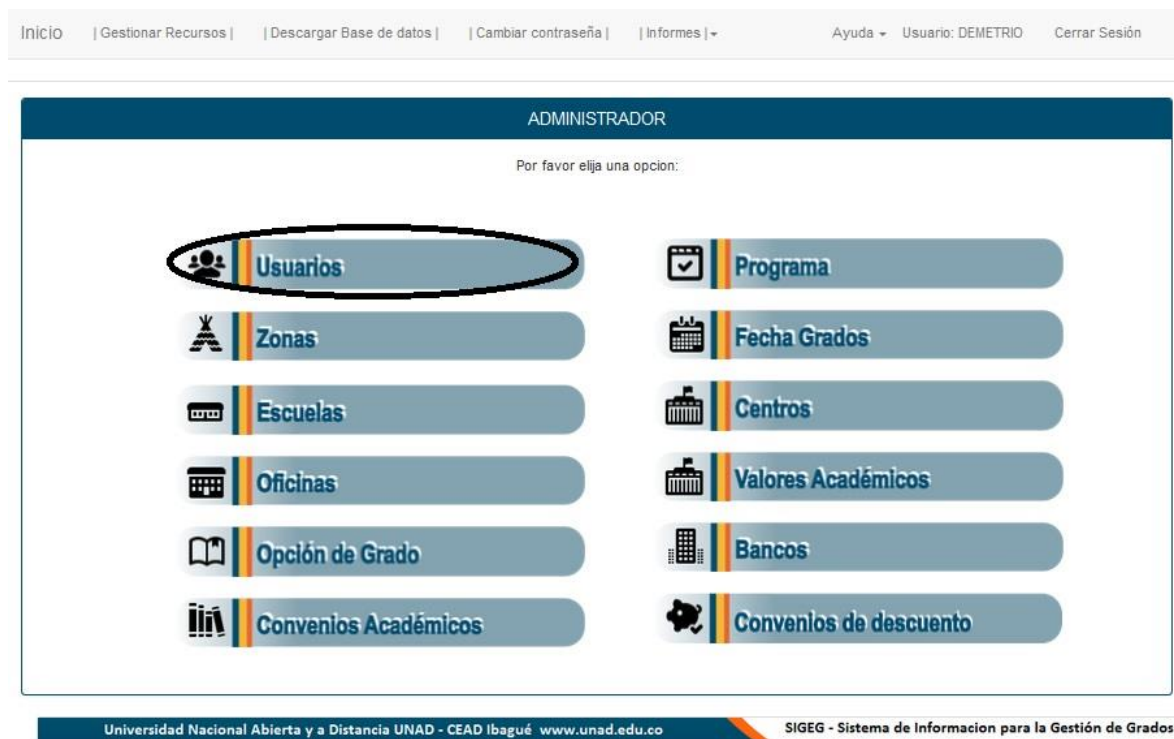 Inicio | Gestionar Recursos | | Descargar Base de datos | | Cambiar contraseña | | Informes | Ayuda Usuario: DEMETRIO Cerrar Sesión
ADMINISTRADOR
Por favor elija una opcion:
Usuarios
Programa
Zonas
Fecha Grados
Escuelas
Centros
Oficinas
Valores Académicos
Opción de Grado
Bancos
Convenios Académicos
Convenios de descuento
Universidad Nacional Abierta y a Distancia UNAD - CEAD Ibagué www.unad.edu.co
SIGEG - Sistema de Informacion para la Gestión de Grados